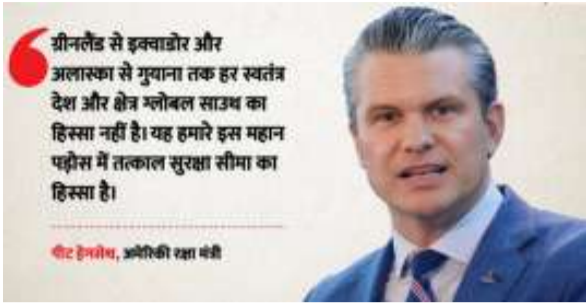 ग्रीनलैंड से इक्वाडोर और
अलास्का से गुयाना तक हर स्वतंत्र
देश और क्षेत्र ग्लोबल साउथ का
हिस्सा नहीं है। यह हमारे इस महान
पड़ोस में तत्काल सुरक्षा सीमा का
हिस्सा है।
पीट हेगसेथ, अमेरिकी रक्षा मंत्री